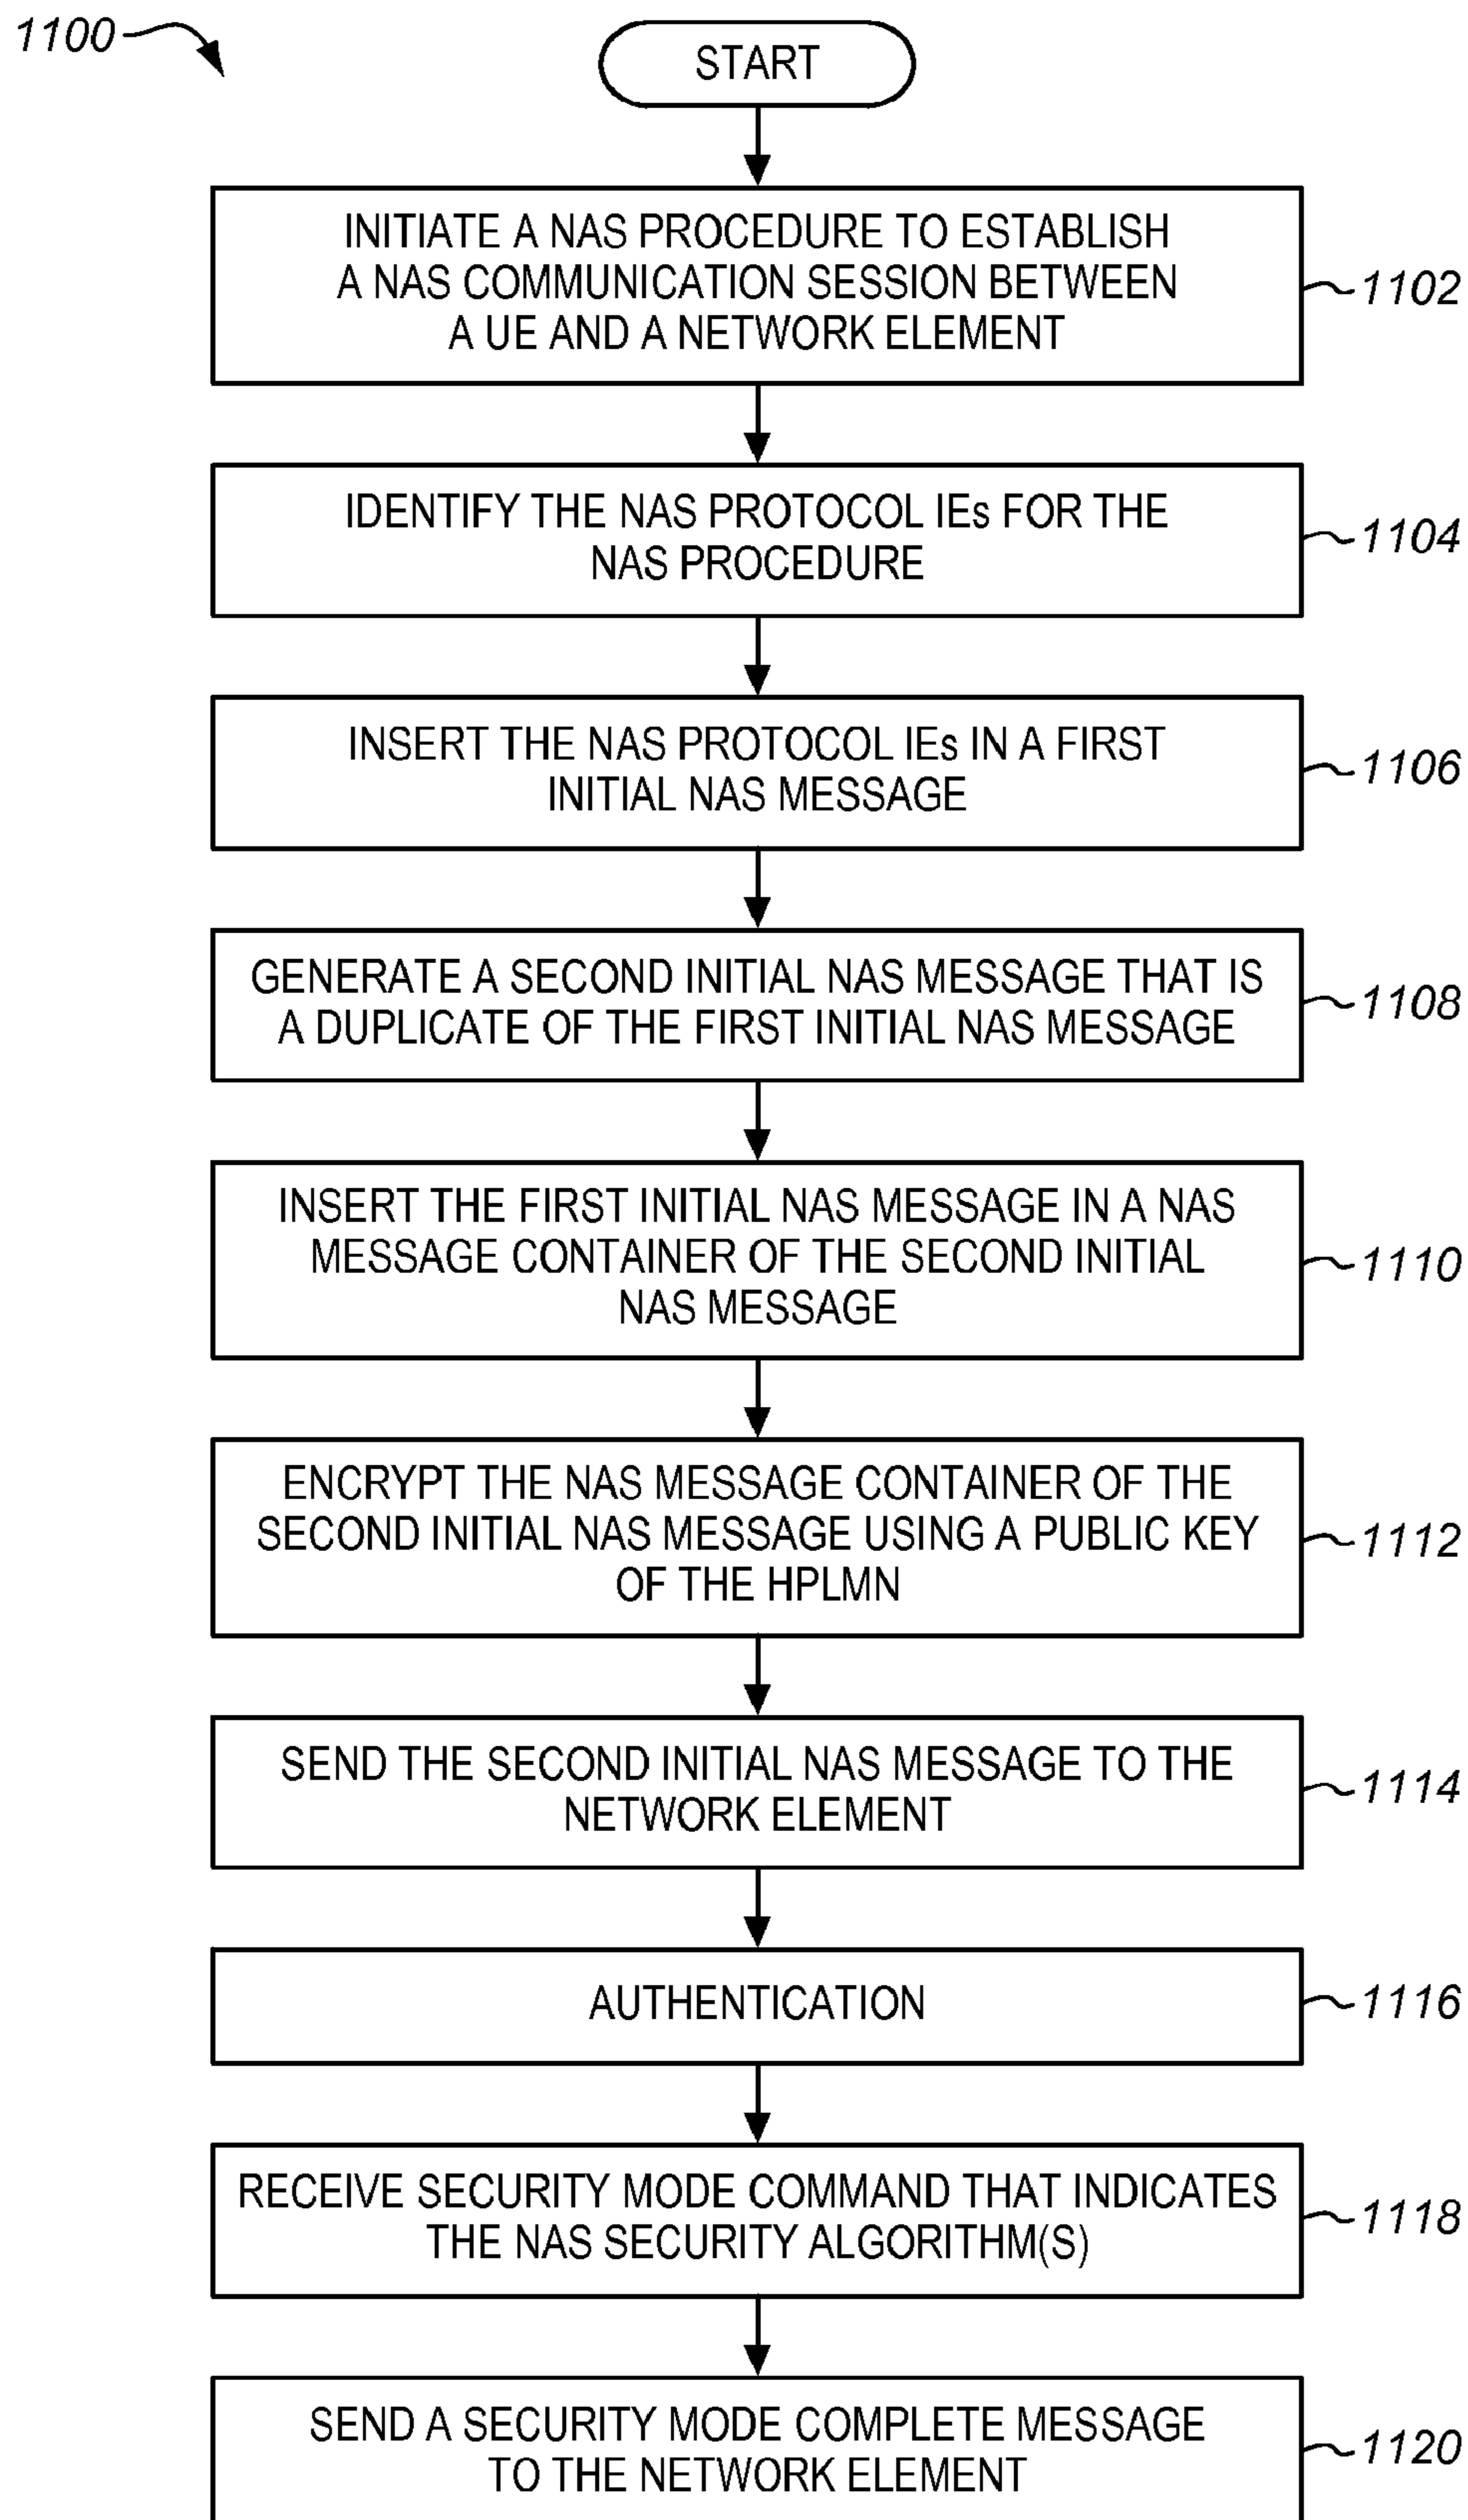 1100
START
INITIATE A NAS PROCEDURE TO ESTABLISH
A NAS COMMUNICATION SESSION BETWEEN
A UE AND A NETWORK ELEMENT
1102
IDENTIFY THE NAS PROTOCOL IEs FOR THE
NAS PROCEDURE
1104
INSERT THE NAS PROTOCOL IEs IN A FIRST
INITIAL NAS MESSAGE
1106
GENERATE A SECOND INITIAL NAS MESSAGE THAT IS
A DUPLICATE OF THE FIRST INITIAL NAS MESSAGE
1108
INSERT THE FIRST INITIAL NAS MESSAGE IN A NAS
MESSAGE CONTAINER OF THE SECOND INITIAL
NAS MESSAGE
1110
ENCRYPT THE NAS MESSAGE CONTAINER OF THE
SECOND INITIAL NAS MESSAGE USING A PUBLIC KEY
OF THE HPLMN
1112
SEND THE SECOND INITIAL NAS MESSAGE TO THE
NETWORK ELEMENT
1114
AUTHENTICATION
1116
RECEIVE SECURITY MODE COMMAND THAT INDICATES
THE NAS SECURITY ALGORITHM(S)
1118
SEND A SECURITY MODE COMPLETE MESSAGE
TO THE NETWORK ELEMENT
1120